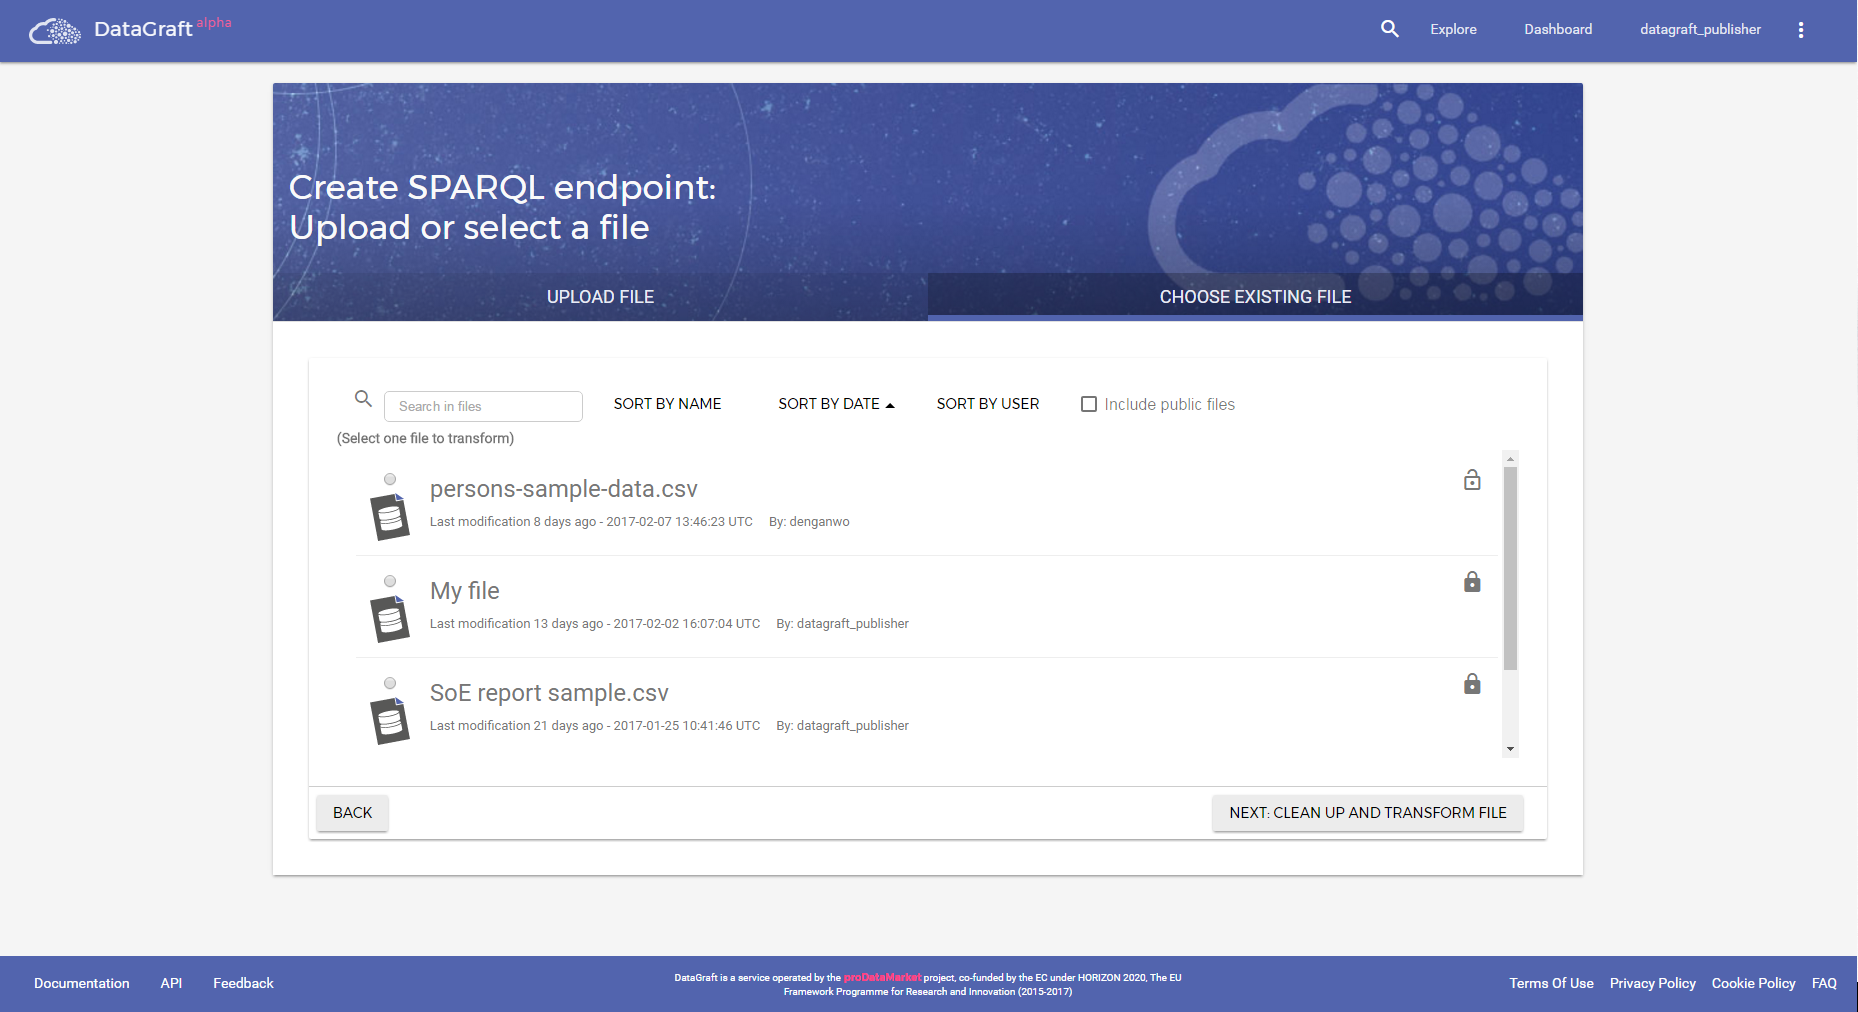 DataGraft alpha
Explore
Dashboard
datagraft_publisher
Create SPARQL endpoint:
Upload or select a file
UPLOAD FILE
CHOOSE EXISTING FILE
Search in files
SORT BY NAME
SORT BY DATE
SORT BY USER
Include public files
(Select one file to transform)
persons-sample-data.csv
Last modification 8 days ago - 2017-02-07 13:46:23 UTC By: denganwo
My file
Last modification 13 days ago - 2017-02-02 16:07:04 UTC By: datagraft_publisher
SoE report sample.csv
Last modification 21 days ago - 2017-01-25 10:41:46 UTC By: datagraft_publisher
BACK
NEXT: CLEAN UP AND TRANSFORM FILE
Documentation
API
Feedback
DataGraft is a service operated by the proDataMarket project, co-funded by the EC under HORIZON 2020, The EU
Framework Programme for Research and Innovation (2015-2017)
Terms Of Use
Privacy Policy
Cookie Policy
FAQ